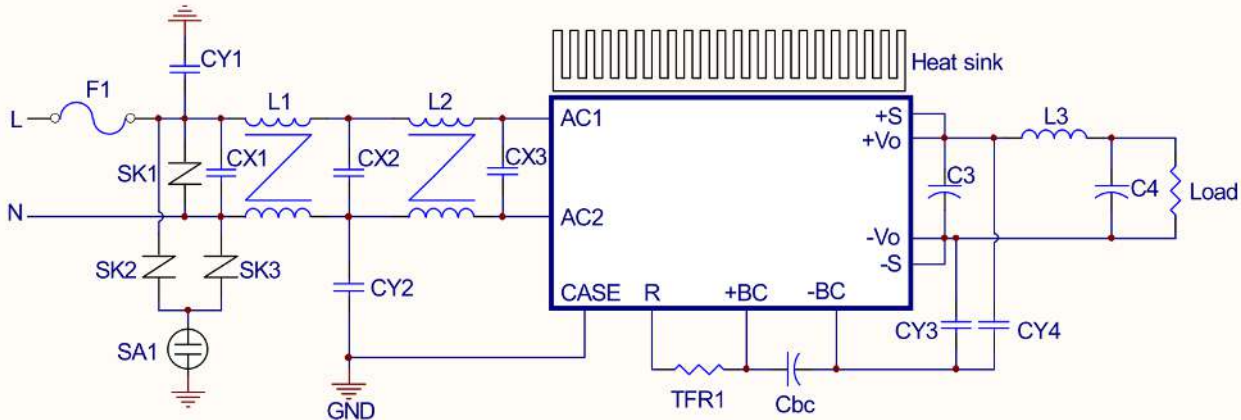 CY1
Heat sink
F1
L1
L2
L
AC1
+S
+Vo
L3
SK1
CX1
CX2
CX3
C3
C4
Load
N
AC2
-Vo
-S
SK2
SK3
CY2
CASE
R
+BC
-BC
CY3
CY4
SA1
GND
TFR1
Cbc